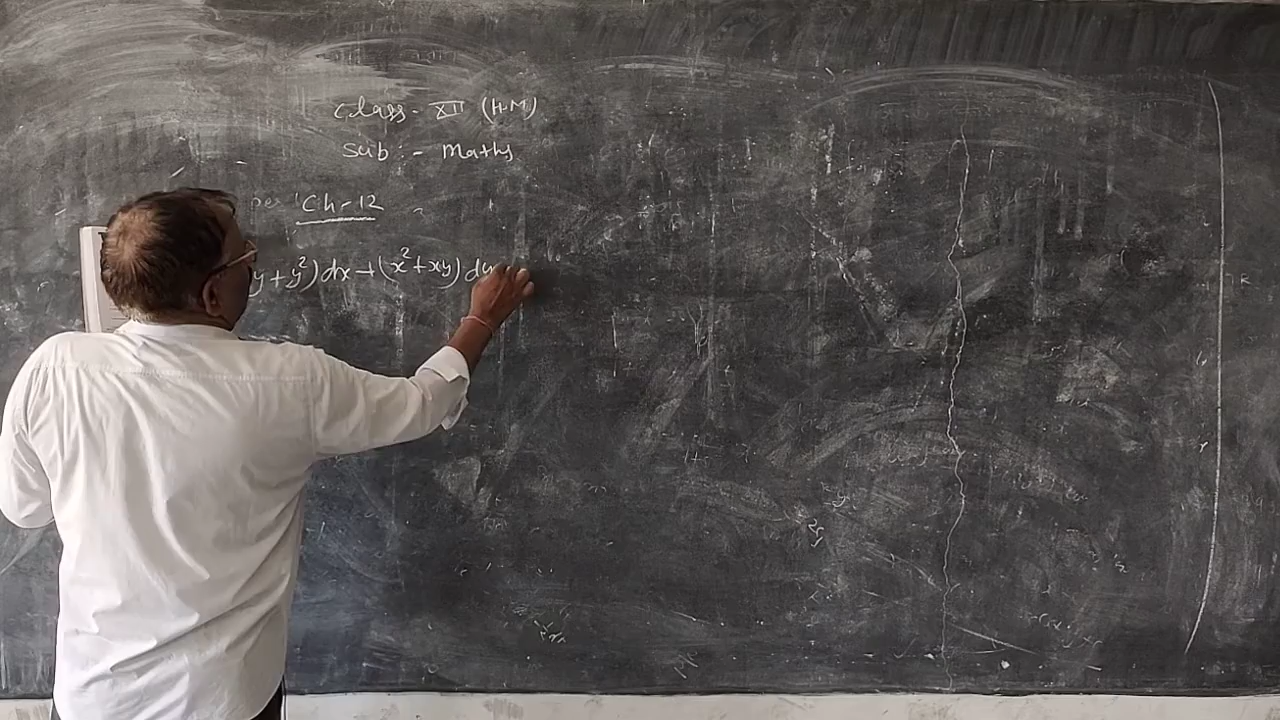 Class - XII (H.M)
Sub :- Maths
Ch-12
y + y²) dx + (x² + xy) dy